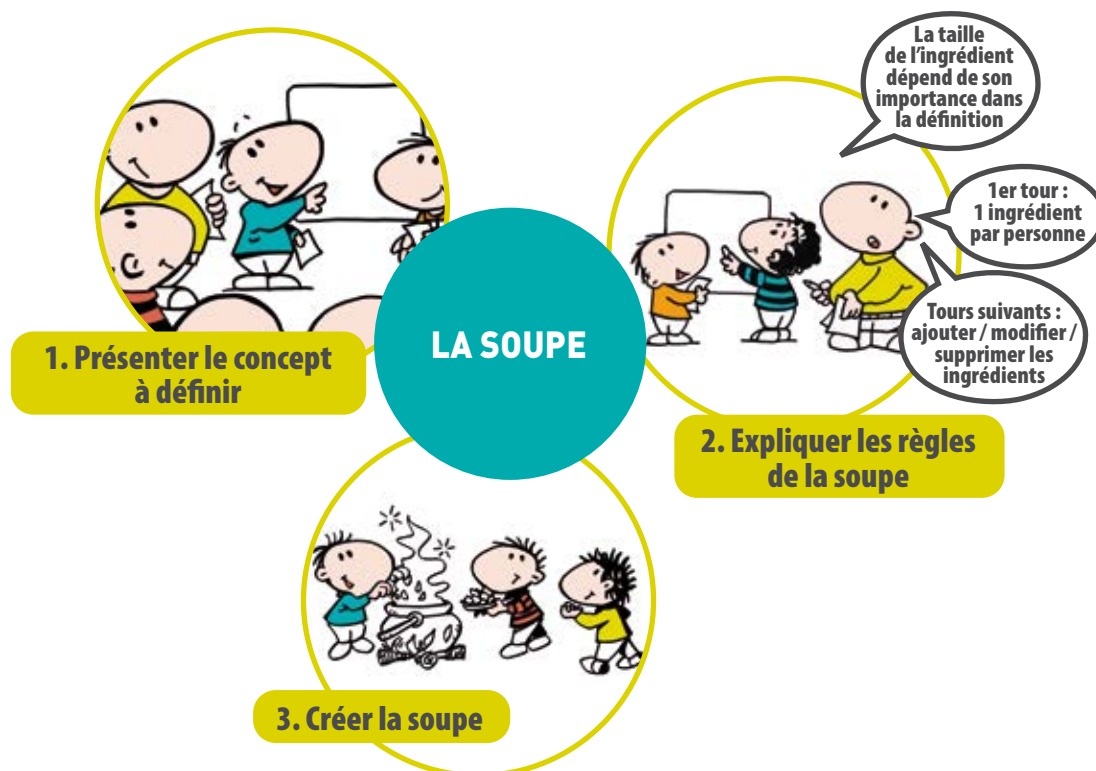 LA SOUPE
1. Présenter le concept
à définir
La taille
de l’ingrédient
dépend de son
importance dans
la définition
1er tour :
1 ingrédient
par personne
Tours suivants :
ajouter / modifier /
supprimer les
ingrédients
2. Expliquer les règles
de la soupe
3. Créer la soupe